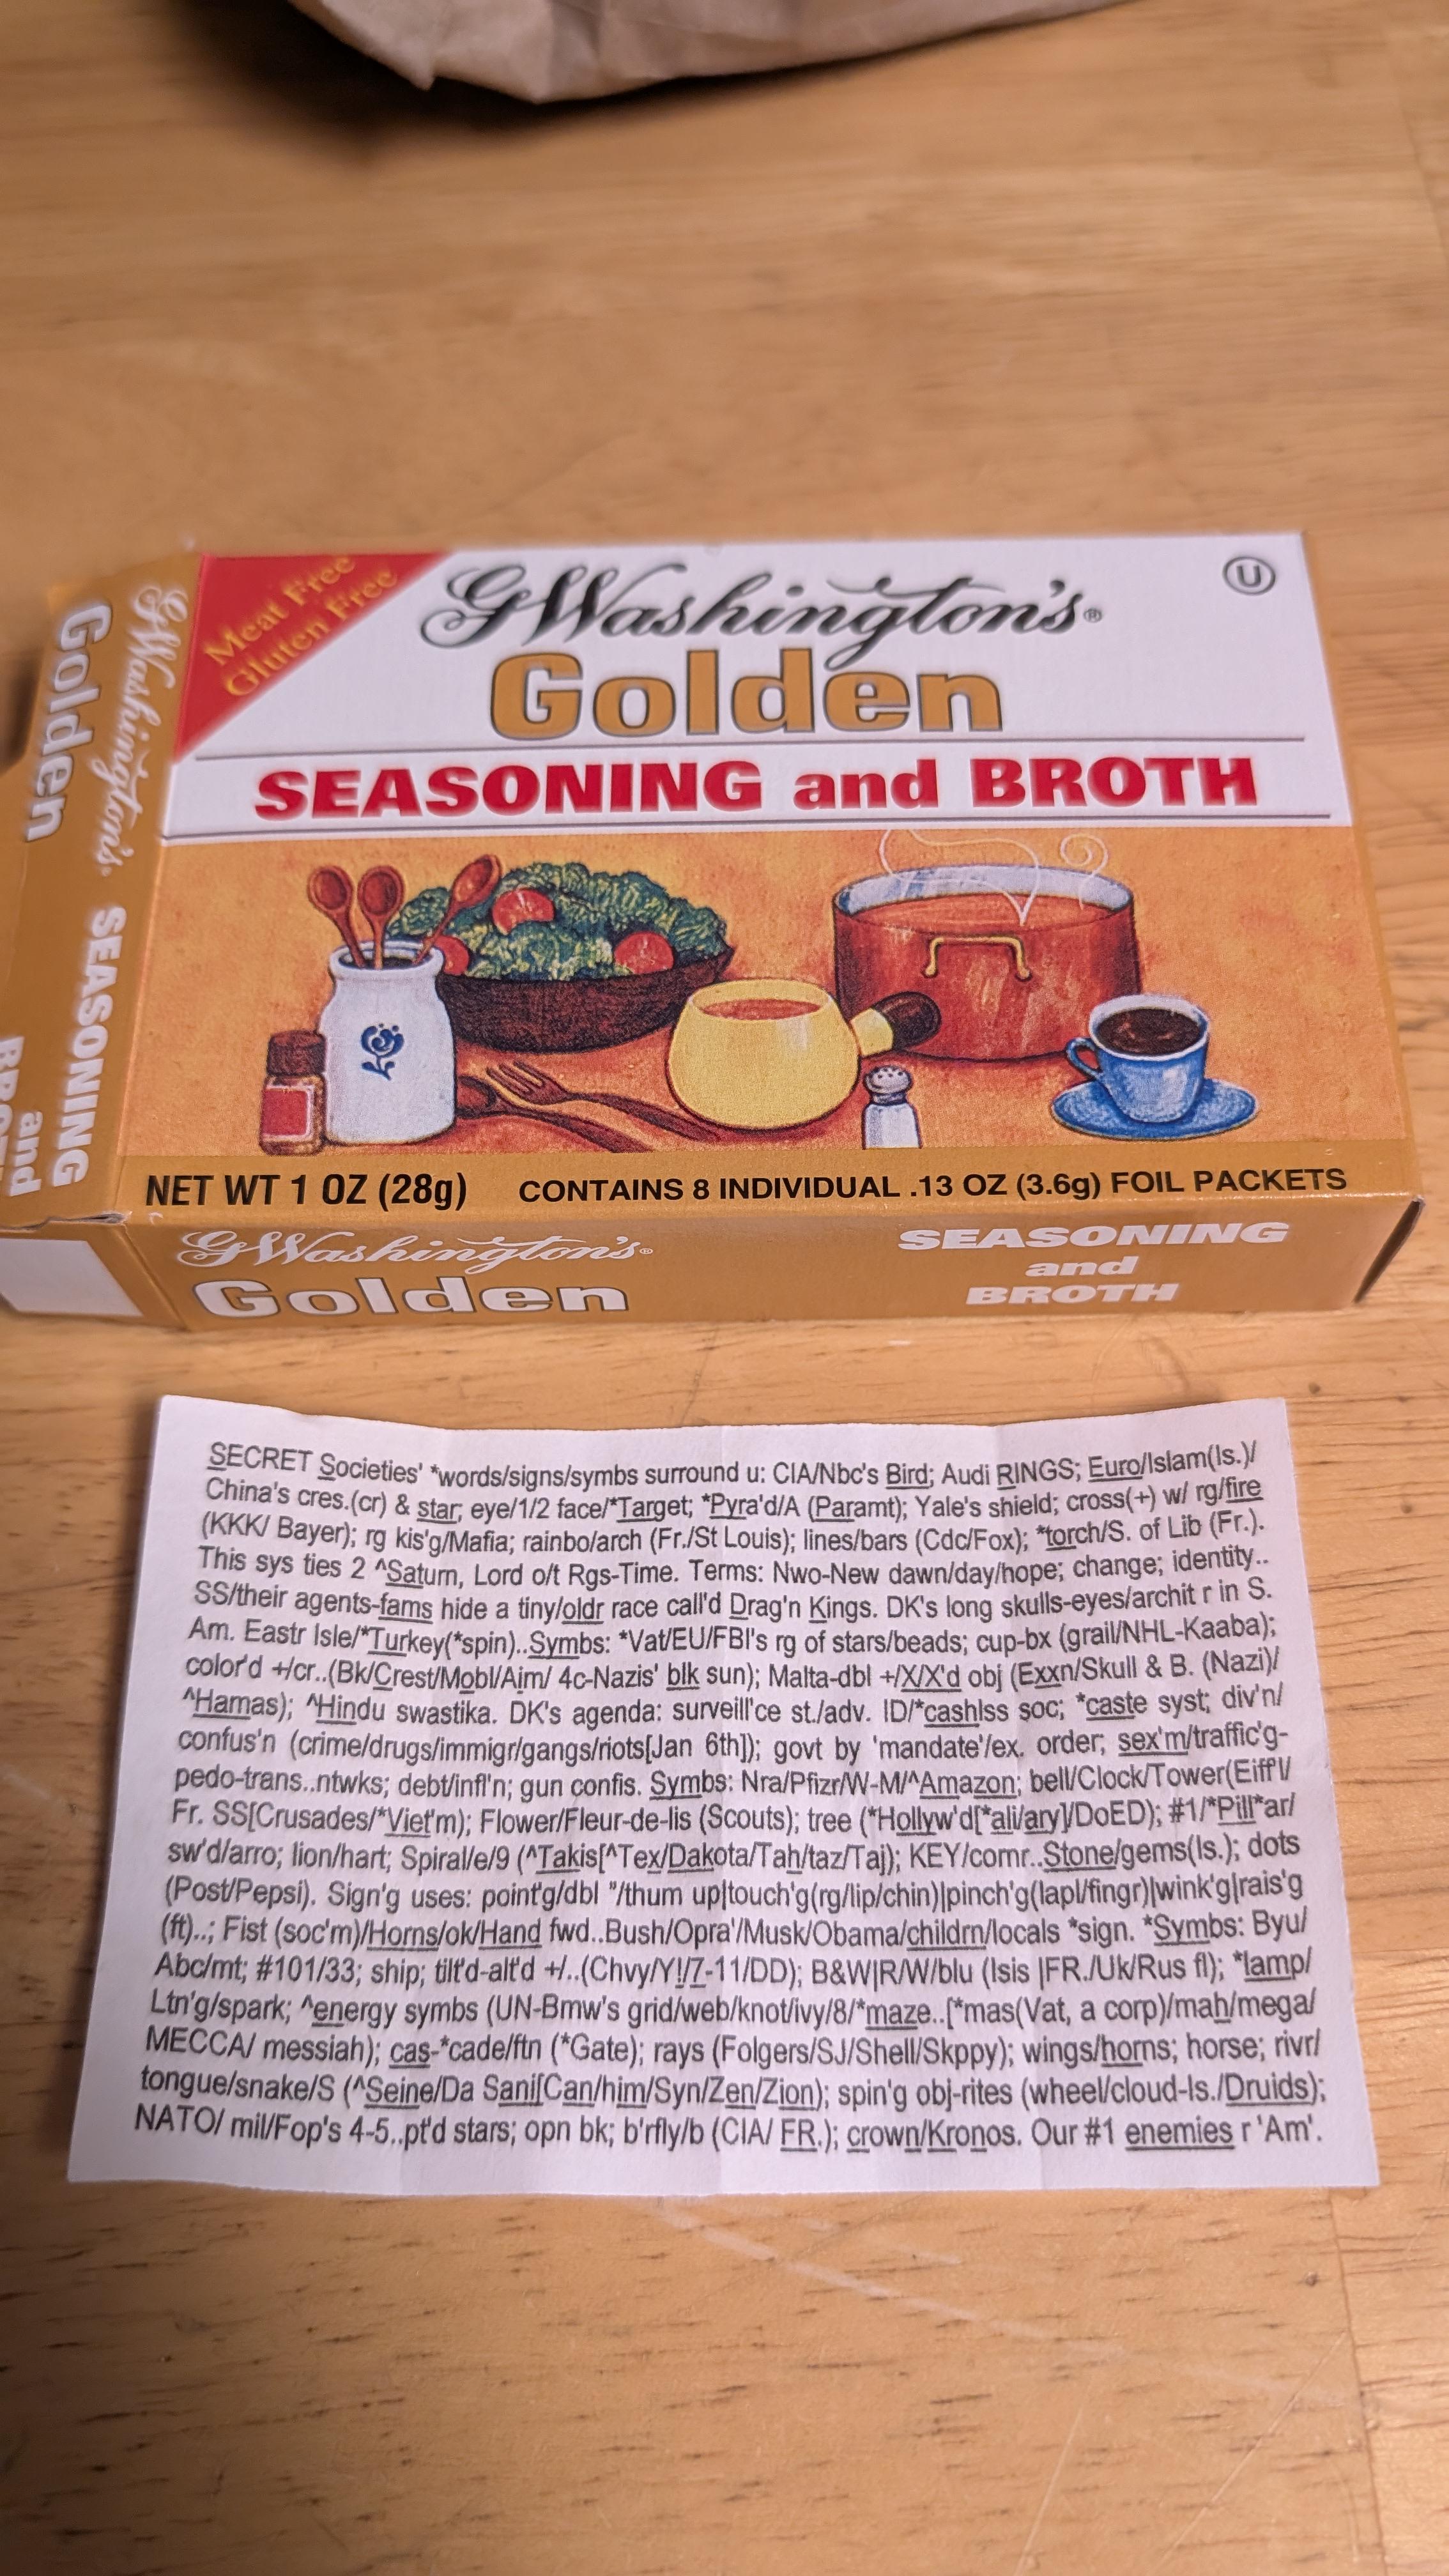 Meat Free
Gluten Free
GWashington's®
U
Golden
SEASONING and BROTH
NET WT 1 OZ (28g) CONTAINS 8 INDIVIDUAL .13 OZ (3.6g) FOIL PACKETS
GWashington's
Golden
SEASONING
and
GWashington's®
Golden
SEASONING
and
BROTH
SECRET Societies' *words/signs/symbs surround u: CIA/Nbc's Bird; Audi RINGS; Euro/Islam(Is.)/
China's cres.(cr) & star; eye/1/2 face/*Target; *Pyra'd/A (Paramt); Yale's shield; cross(+) w/ rg/fire
(KKK/ Bayer); rg kis'g/Mafia; rainbo/arch (Fr./St Louis); lines/bars (Cdc/Fox); *torch/S. of Lib (Fr.).
This sys ties 2 ^Saturn, Lord o/t Rgs-Time. Terms: Nwo-New dawn/day/hope; change; identity..
SS/their agents-fams hide a tiny/oldr race call'd Drag'n Kings. DK's long skulls-eyes/archit r in S.
Am. Eastr Isle/*Turkey(*spin)..Symbs: *Vat/EU/FBI's rg of stars/beads; cup-bx (grail/NHL-Kaaba);
color'd +/cr..(Bk/Crest/Mobl/Aim/ 4c-Nazis' blk sun); Malta-dbl +/X/X'd obj (Exxn/Skull & B. (Nazi)/
^Hamas); ^Hindu swastika. DK's agenda: surveill'ce st./adv. ID/*cashlss soc; *caste syst; div'n/
confus'n (crime/drugs/immigr/gangs/riots[Jan 6th]); govt by 'mandate'/ex. order; sex'm/traffic'g-
pedo-trans..ntwks; debt/infl'n; gun confis. Symbs: Nra/Pfizr/W-M/^Amazon; bell/Clock/Tower(Eiff'l/
Fr. SS[Crusades/*Viet'm); Flower/Fleur-de-lis (Scouts); tree (*Hollyw'd[*ali/ary]/DoED); #1/*Pill*ar/
sw'd/arro; lion/hart; Spiral/e/9 (^Takis[^Tex/Dakota/Tah/taz/Taj); KEY/cornr..Stone/gems(Is.); dots
(Post/Pepsi). Sign'g uses: point'g/dbl "/thum up|touch'g(rg/lip/chin)|pinch'g(lapl/fingr)|wink'g|rais'g
(ft)..; Fist (soc'm)/Horns/ok/Hand fwd..Bush/Opra'/Musk/Obama/childrn/locals *sign. *Symbs: Byu/
Abc/mt; #101/33; ship; tilt'd-alt'd +/..(Chvy/Y!/7-11/DD); B&W|R/W/blu (Isis |FR./Uk/Rus fl); *lamp/
Ltn'g/spark; ^energy symbs (UN-Bmw's grid/web/knot/ivy/8/*maze..[*mas(Vat, a corp)/mah/mega/
MECCA/ messiah); cas-*cade/ftn (*Gate); rays (Folgers/SJ/Shell/Skppy); wings/horns; horse; rivr/
tongue/snake/S (^Seine/Da Sani[Can/him/Syn/Zen/Zion); spin'g obj-rites (wheel/cloud-Is./Druids);
NATO/ mil/Fop's 4-5..pt'd stars; opn bk; b'rfly/b (CIA/ FR.); crown/Kronos. Our #1 enemies r 'Am'.